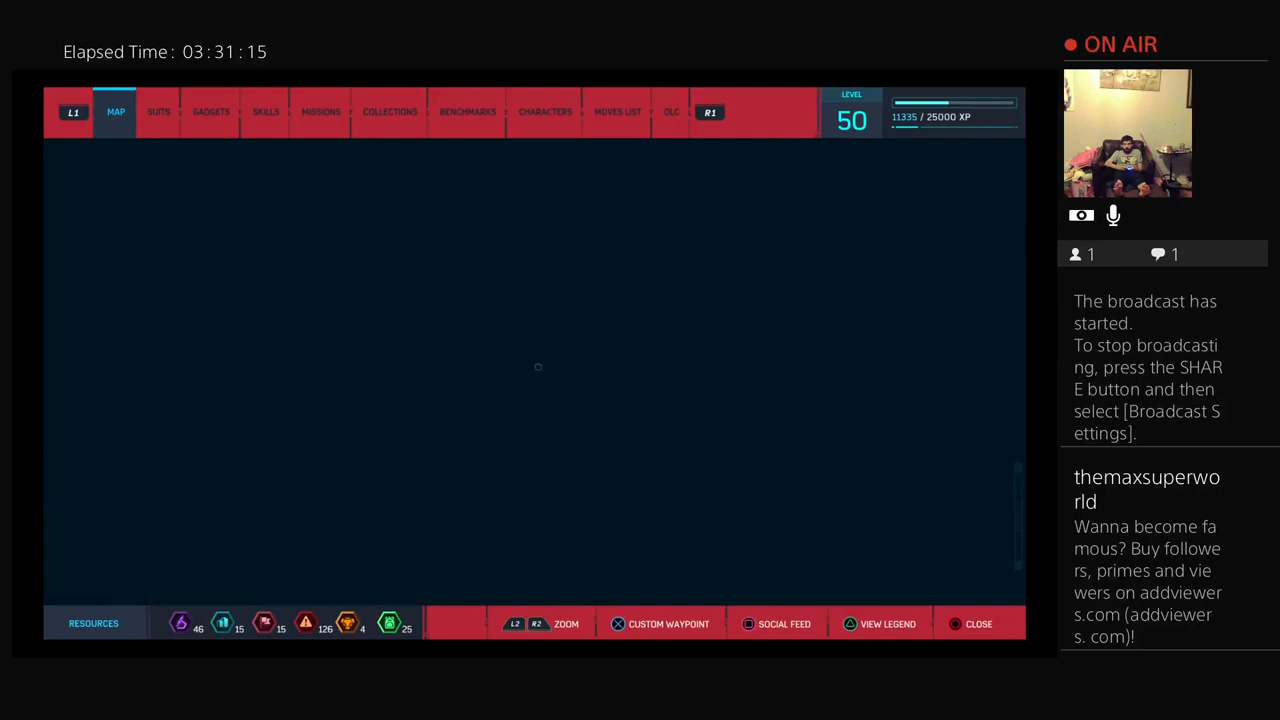 Elapsed Time: 03:31:15
ON AIR
L1 MAP SUITS GADGETS SKILLS MISSIONS COLLECTIONS BENCHMARKS CHARACTERS MOVES LIST DLC R1
LEVEL
50
11335 / 25000 XP
1 1
The broadcast has
started.
To stop broadcasti
ng, press the SHAR
E button and then
select [Broadcast S
ettings].
themaxsuperwo
rld
Wanna become fa
mous? Buy followe
rs, primes and vie
wers on addviewer
s.com (addviewer
s. com)!
RESOURCES 46 15 15 126 4 25 L2 R2 ZOOM CUSTOM WAYPOINT SOCIAL FEED VIEW LEGEND CLOSE